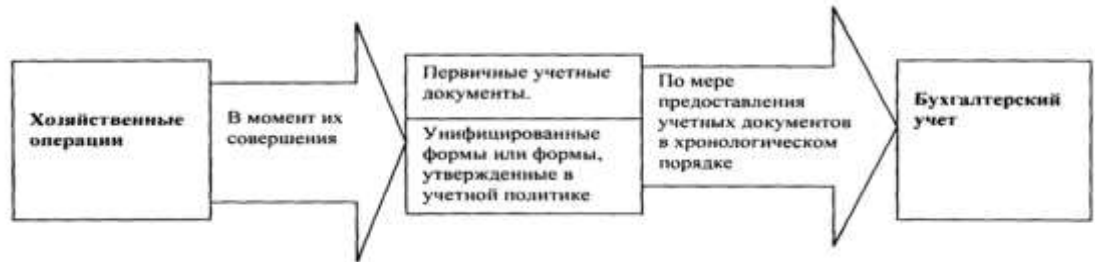 Хозяйственные
операции
В момент их
совершения
Первичные учетные
документы.
Унифицированные
формы или формы,
утвержденные в
учетной политике
По мере
предоставления
учетных документов
в хронологическом
порядке
Бухгалтерский
учет